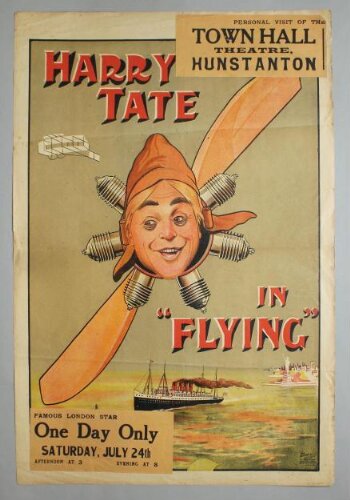 PERSONAL VISIT OF THE
TOWN HALL
THEATRE,
HUNSTANTON
HARRY
TATE
IN
"FLYING"
FAMOUS LONDON STAR
One Day Only
SATURDAY, JULY 24th
AFTERNOON AT 3 EVENING AT 8